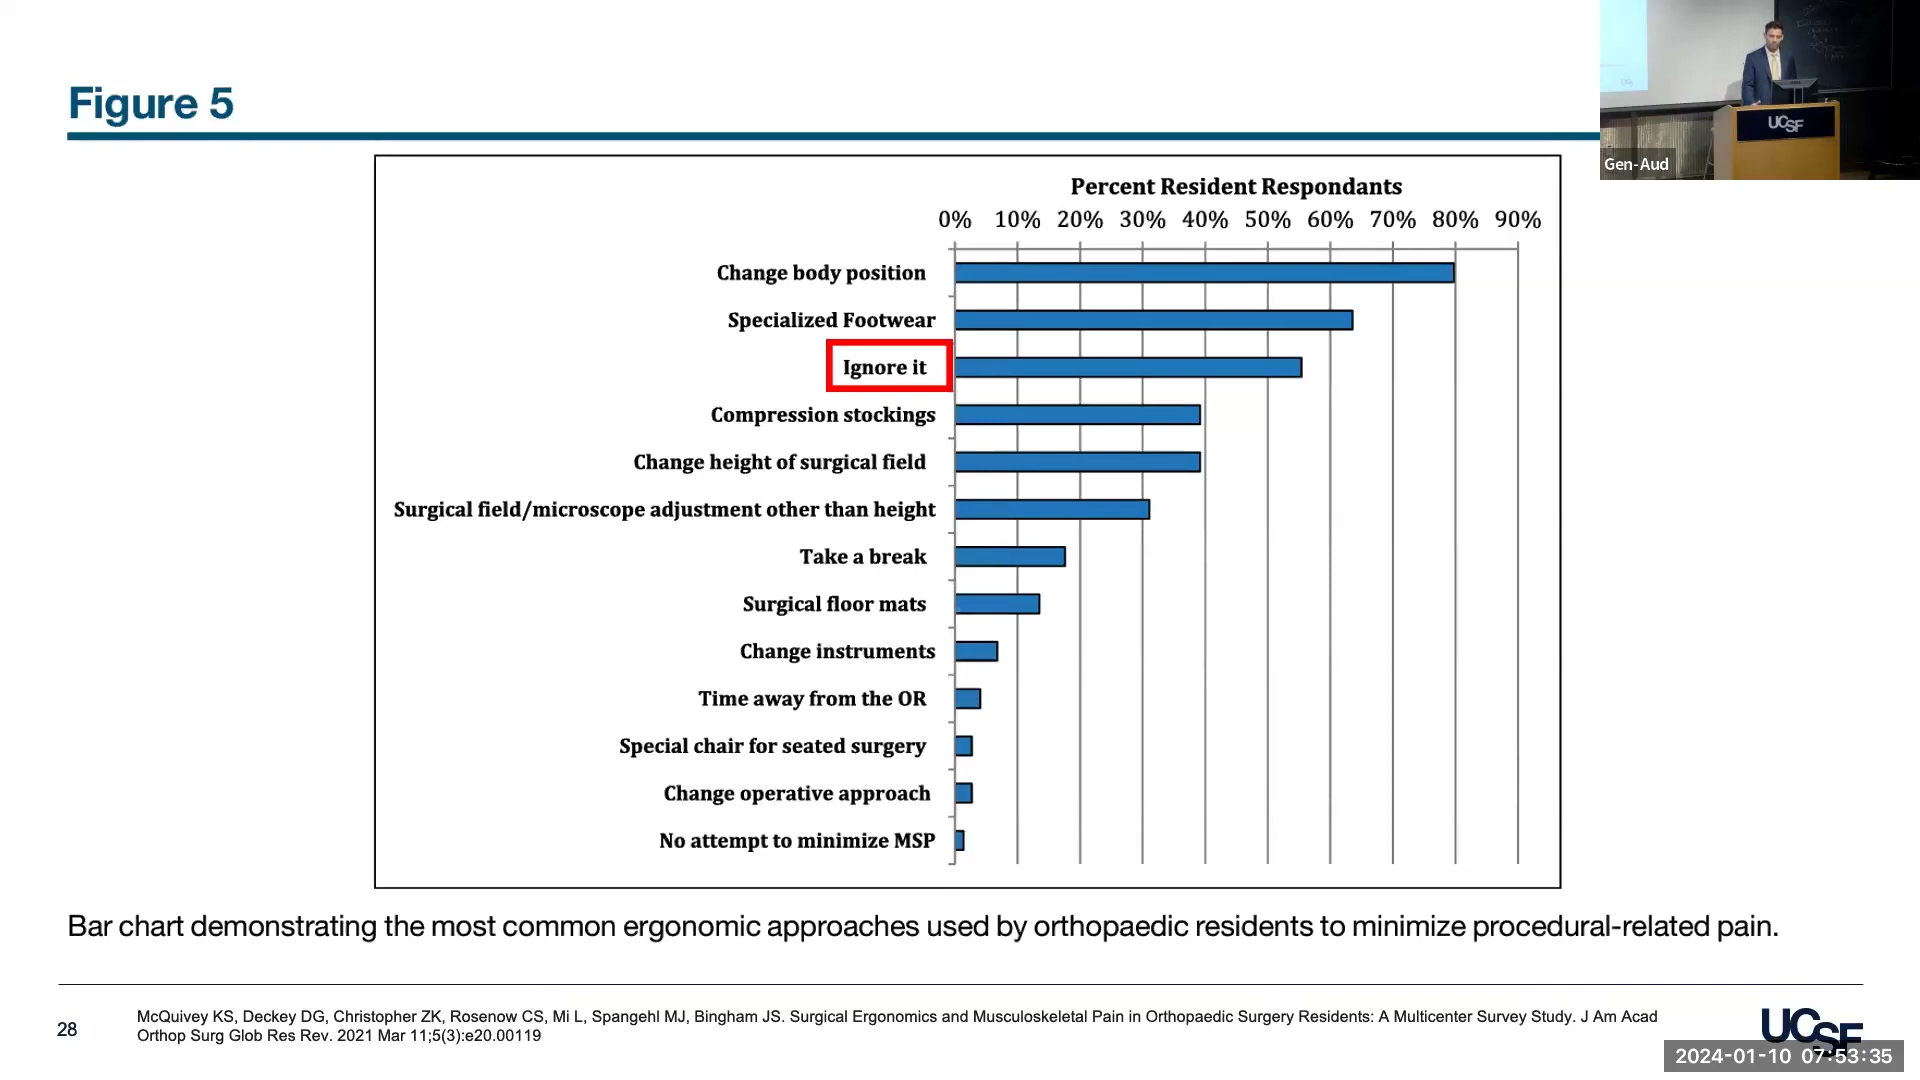 Figure 5
Gen-Aud
UCSF
Percent Resident Respondants
0% 10% 20% 30% 40% 50% 60% 70% 80% 90%
Change body position
Specialized Footwear
Ignore it
Compression stockings
Change height of surgical field
Surgical field/microscope adjustment other than height
Take a break
Surgical floor mats
Change instruments
Time away from the OR
Special chair for seated surgery
Change operative approach
No attempt to minimize MSP
Bar chart demonstrating the most common ergonomic approaches used by orthopaedic residents to minimize procedural-related pain.
28
McQuivey KS, Deckey DG, Christopher ZK, Rosenow CS, Mi L, Spangehl MJ, Bingham JS. Surgical Ergonomics and Musculoskeletal Pain in Orthopaedic Surgery Residents: A Multicenter Survey Study. J Am Acad
Orthop Surg Glob Res Rev. 2021 Mar 11;5(3):e20.00119
UCSF
2024-01-10 07:53:35